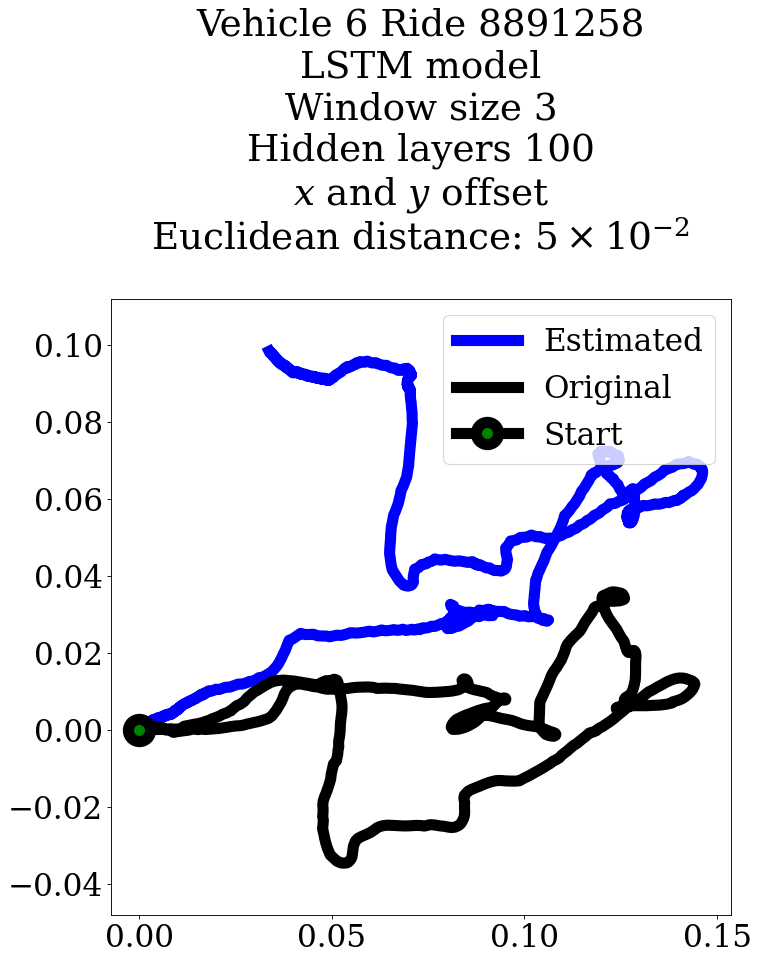 Vehicle 6 Ride 8891258
LSTM model
Window size 3
Hidden layers 100
x and y offset
Euclidean distance: 5 × 10⁻²
Estimated
Original
Start
0.10
0.08
0.06
0.04
0.02
0.00
−0.02
−0.04
0.00 0.05 0.10 0.15